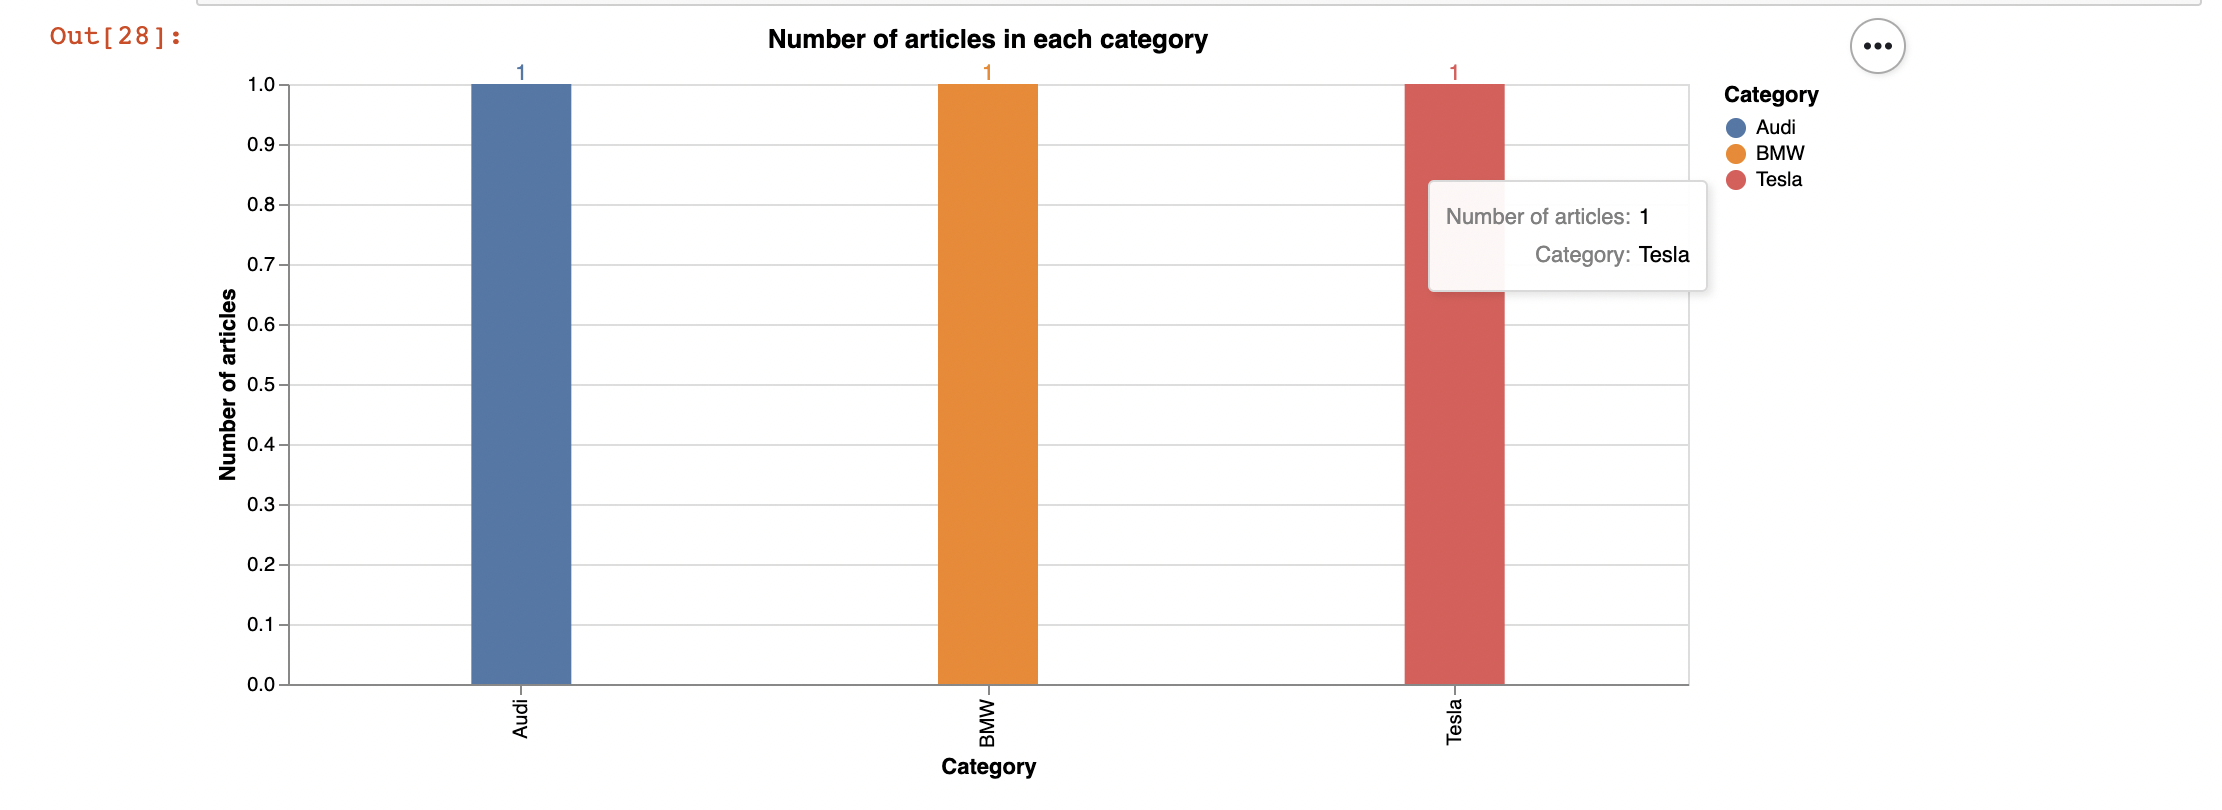 Out[28]:
Number of articles in each category
1 1 1
1.0
0.9
0.8
0.7
0.6
0.5
0.4
0.3
0.2
0.1
0.0
Number of articles
Audi BMW Tesla
Category
Category
Audi
BMW
Tesla
Number of articles: 1
Category: Tesla